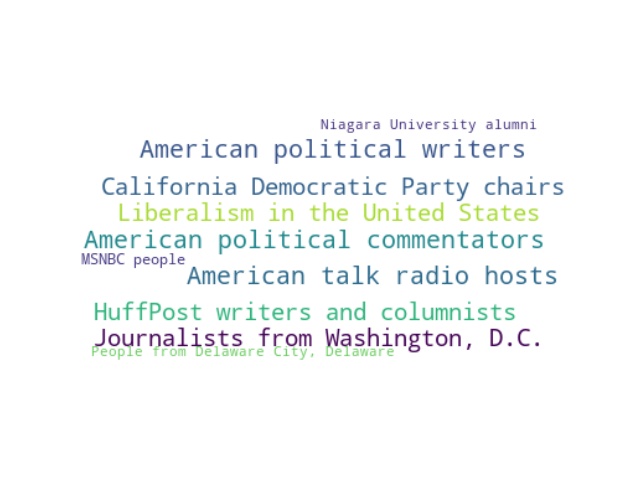 Niagara University alumni
American political writers
California Democratic Party chairs
Liberalism in the United States
American political commentators
MSNBC people
American talk radio hosts
HuffPost writers and columnists
Journalists from Washington, D.C.
People from Delaware City, Delaware